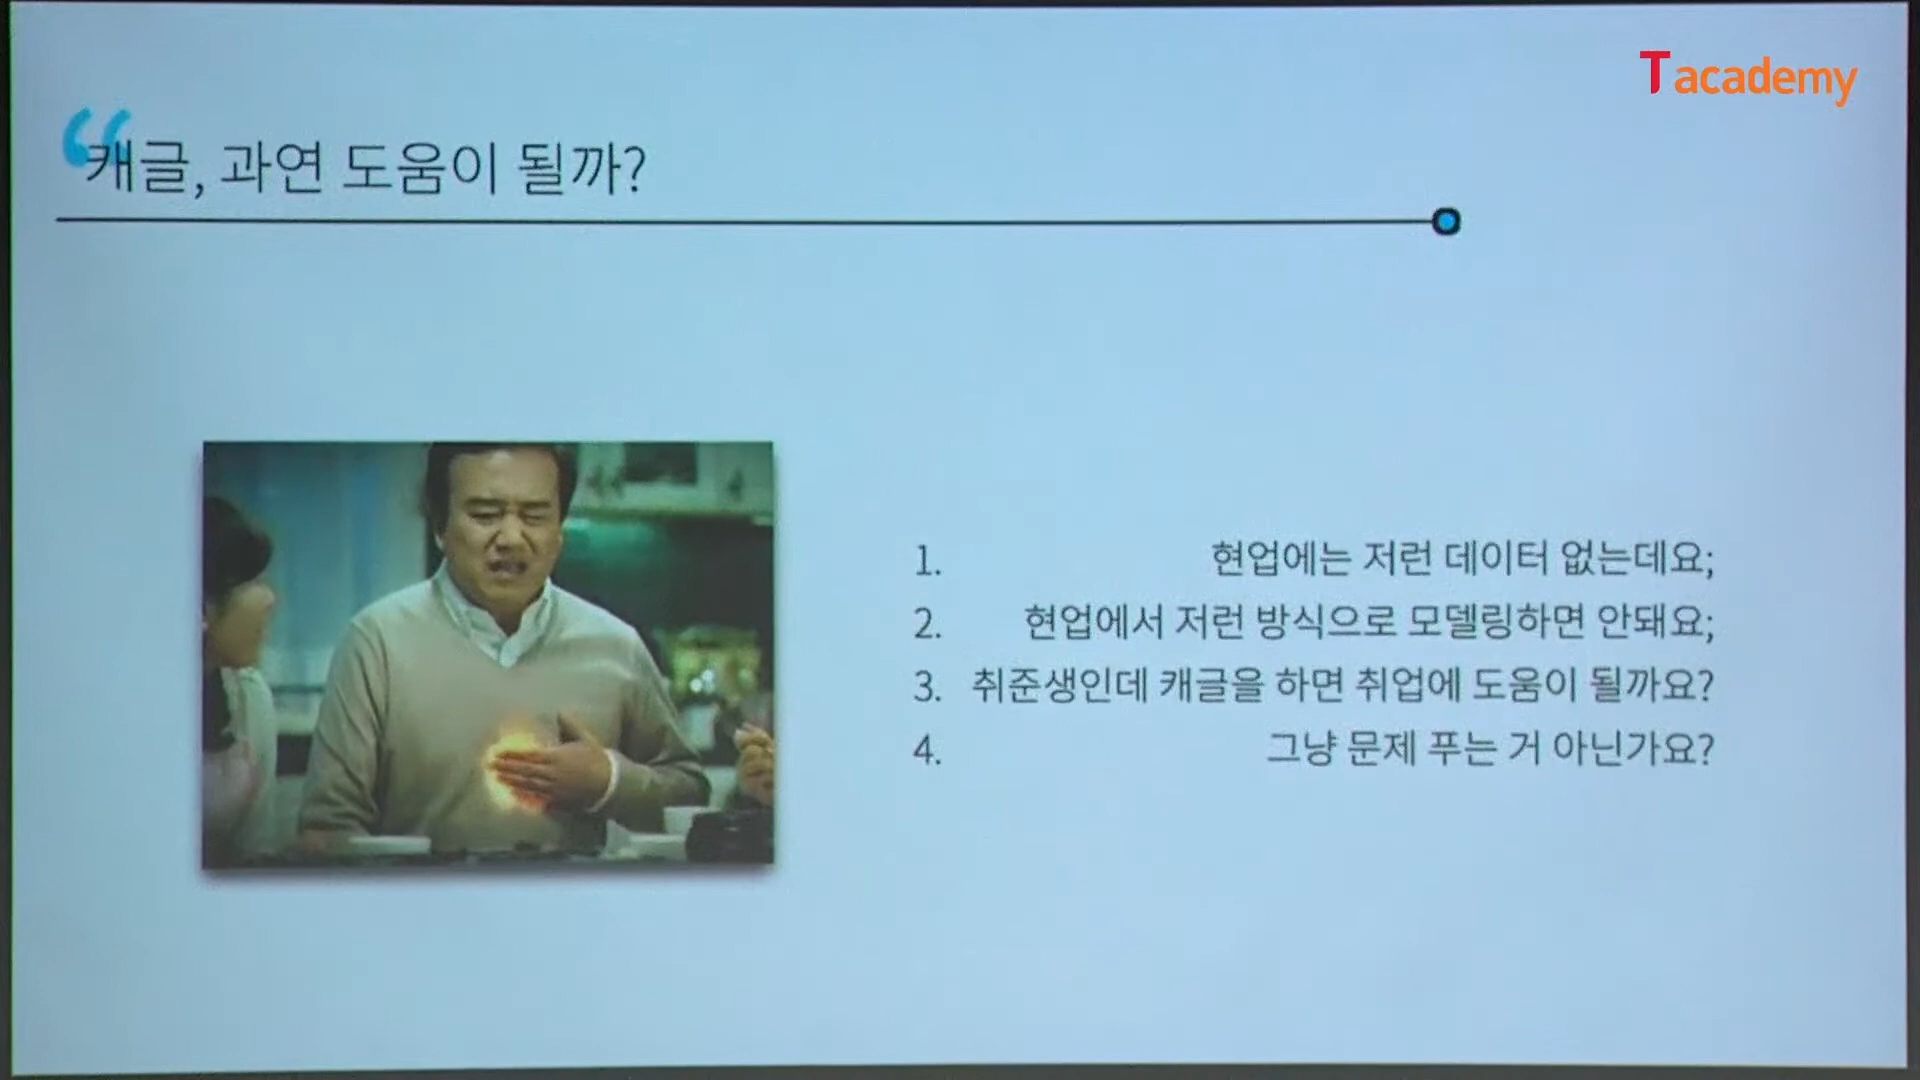 Tacademy
캐글, 과연 도움이 될까?
1. 현업에는 저런 데이터 없는데요;
2. 현업에서 저런 방식으로 모델링하면 안돼요;
3. 취준생인데 캐글을 하면 취업에 도움이 될까요?
4. 그냥 문제 푸는 거 아닌가요?